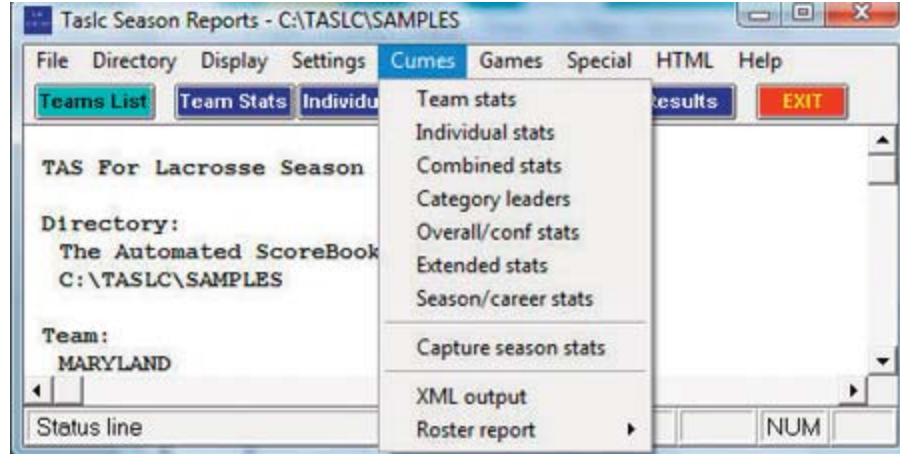 Taslc Season Reports - C:\TASLC\SAMPLES
File Directory Display Settings Cumes Games Special HTML Help
Teams List Team Stats Individu Results EXIT
Team stats
Individual stats
Combined stats
Category leaders
Overall/conf stats
Extended stats
Season/career stats
Capture season stats
XML output
Roster report
TAS For Lacrosse Season
Directory:
The Automated ScoreBook
C:\TASLC\SAMPLES
Team:
MARYLAND
Status line NUM